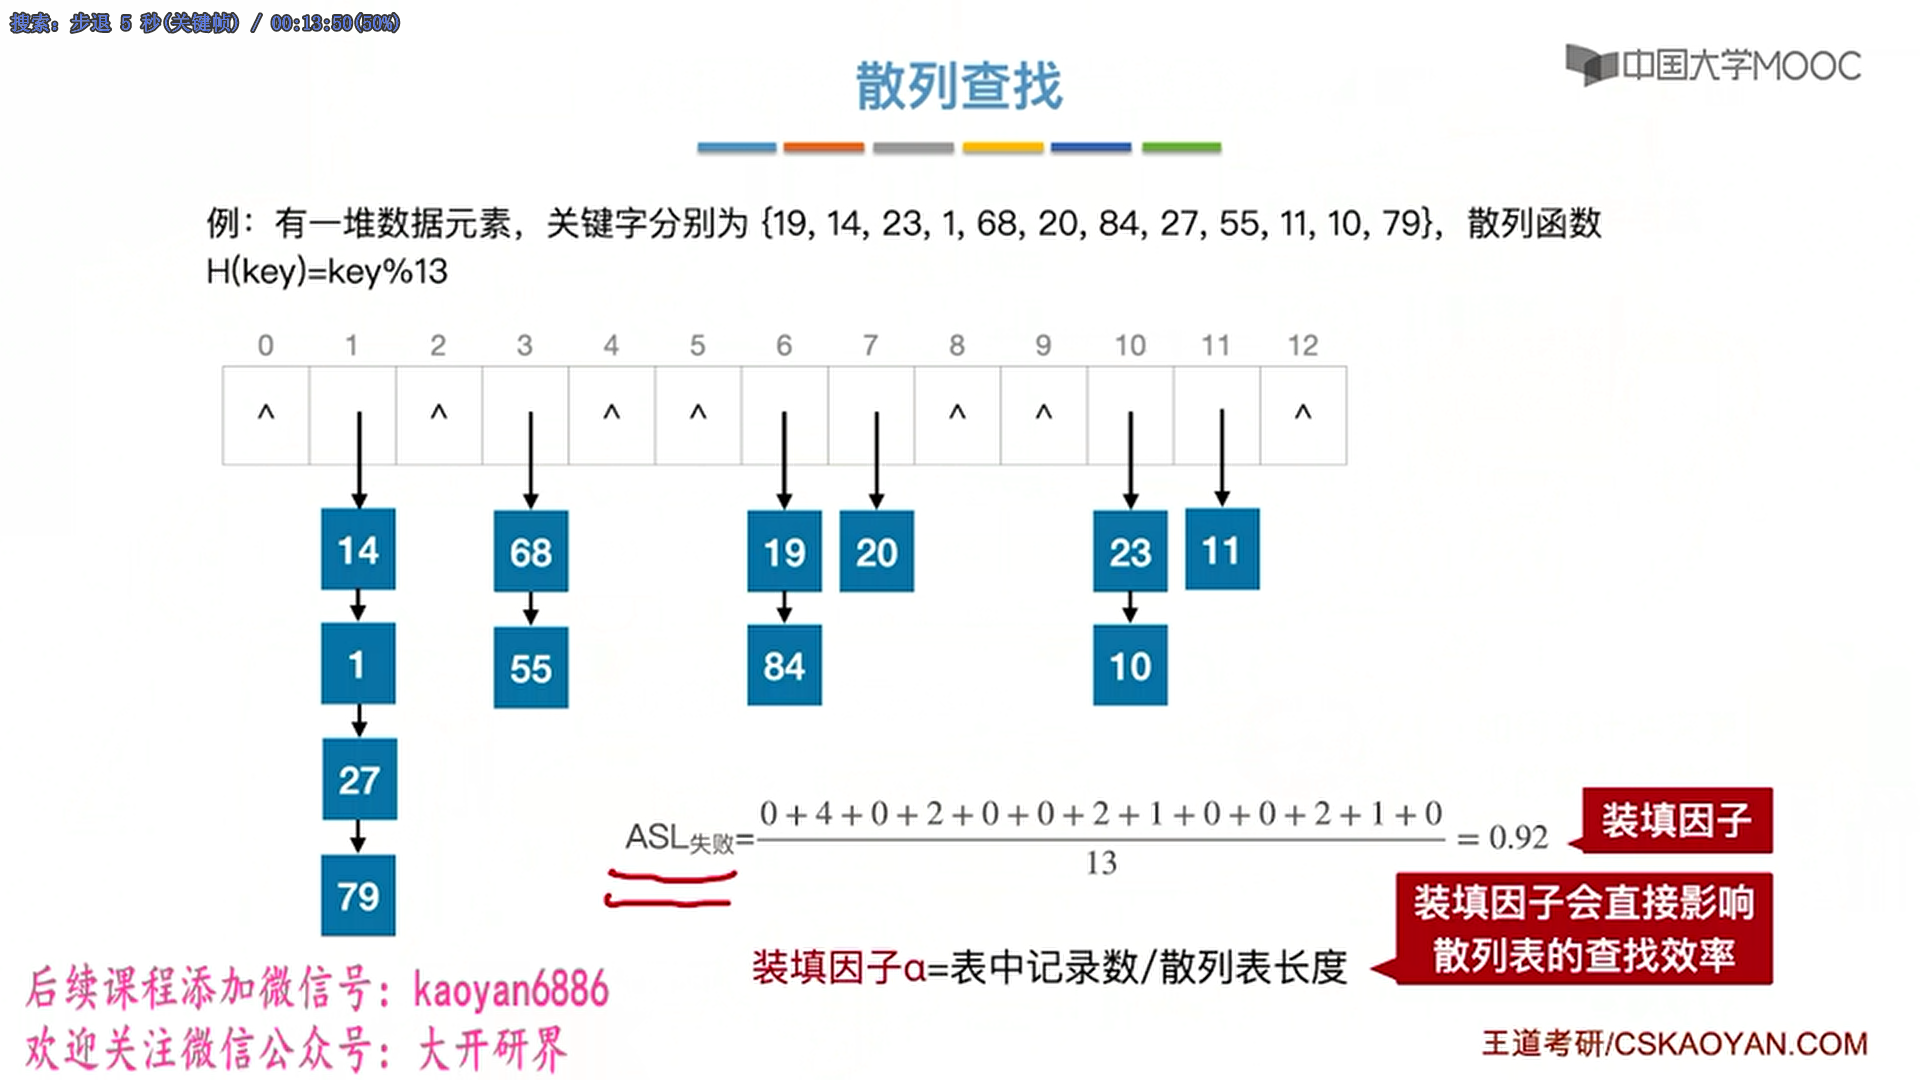 搜索: 步退 5 秒(关键帧) / 00:13:50(50%)
中国大学MOOC
散列查找
例：有一堆数据元素，关键字分别为 {19, 14, 23, 1, 68, 20, 84, 27, 55, 11, 10, 79}，散列函数
H(key)=key%13
0 1 2 3 4 5 6 7 8 9 10 11 12
^ ^ ^ ^ ^ ^ ^
14 68 19 20 23 11
1 55 84 10
27
79
ASL失败= (0 + 4 + 0 + 2 + 0 + 0 + 2 + 1 + 0 + 0 + 2 + 1 + 0) / 13 = 0.92
装填因子
装填因子会直接影响
散列表的查找效率
装填因子α=表中记录数/散列表长度
后续课程添加微信号：kaoyan6886
欢迎关注微信公众号：大开研界
王道考研/CSKAOYAN.COM